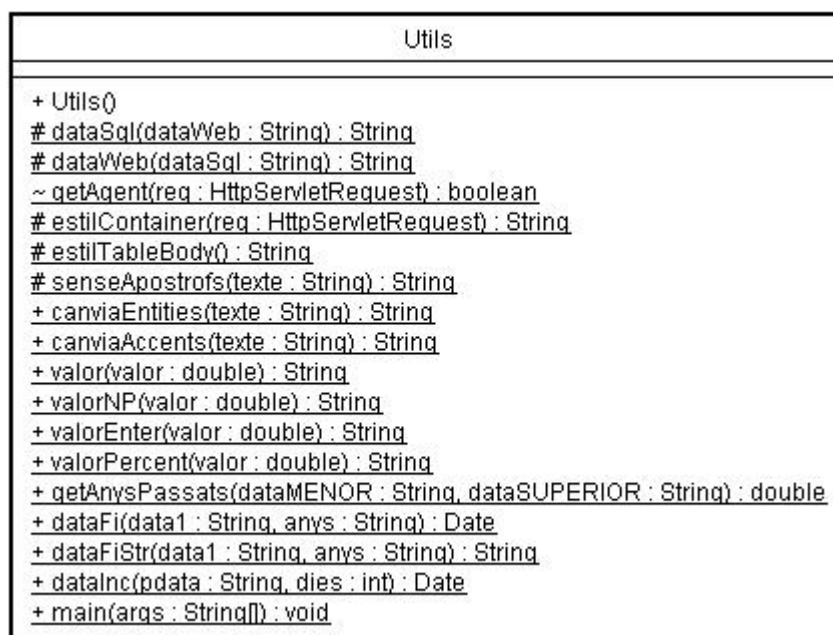 Utils
+ Utils()
# dataSql(dataWeb : String) : String
# dataWeb(dataSql : String) : String
~ getAgent(req : HttpServletRequest) : boolean
# estilContainer(req : HttpServletRequest) : String
# estilTableBody() : String
# senseApostrofs(texte : String) : String
+ canviaEntities(texte : String) : String
+ canviaAccents(texte : String) : String
+ valor(valor : double) : String
+ valorNP(valor : double) : String
+ valorEnter(valor : double) : String
+ valorPercent(valor : double) : String
+ getAnysPassats(dataMENOR : String, dataSUPERIOR : String) : double
+ dataFi(data1 : String, anys : String) : Date
+ dataFiStr(data1 : String, anys : String) : String
+ dataInc(pdata : String, dies : int) : Date
+ main(args : String[]) : void